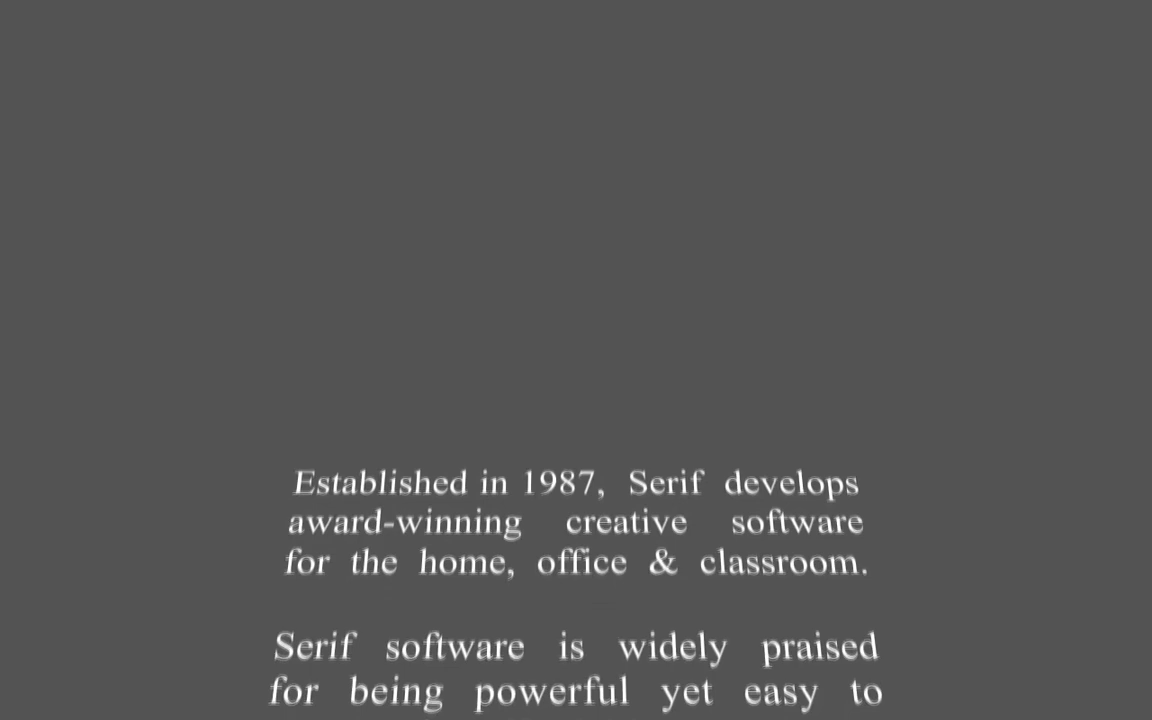 Established in 1987, Serif develops
award-winning creative software
for the home, office & classroom.
Serif software is widely praised
for being powerful yet easy to